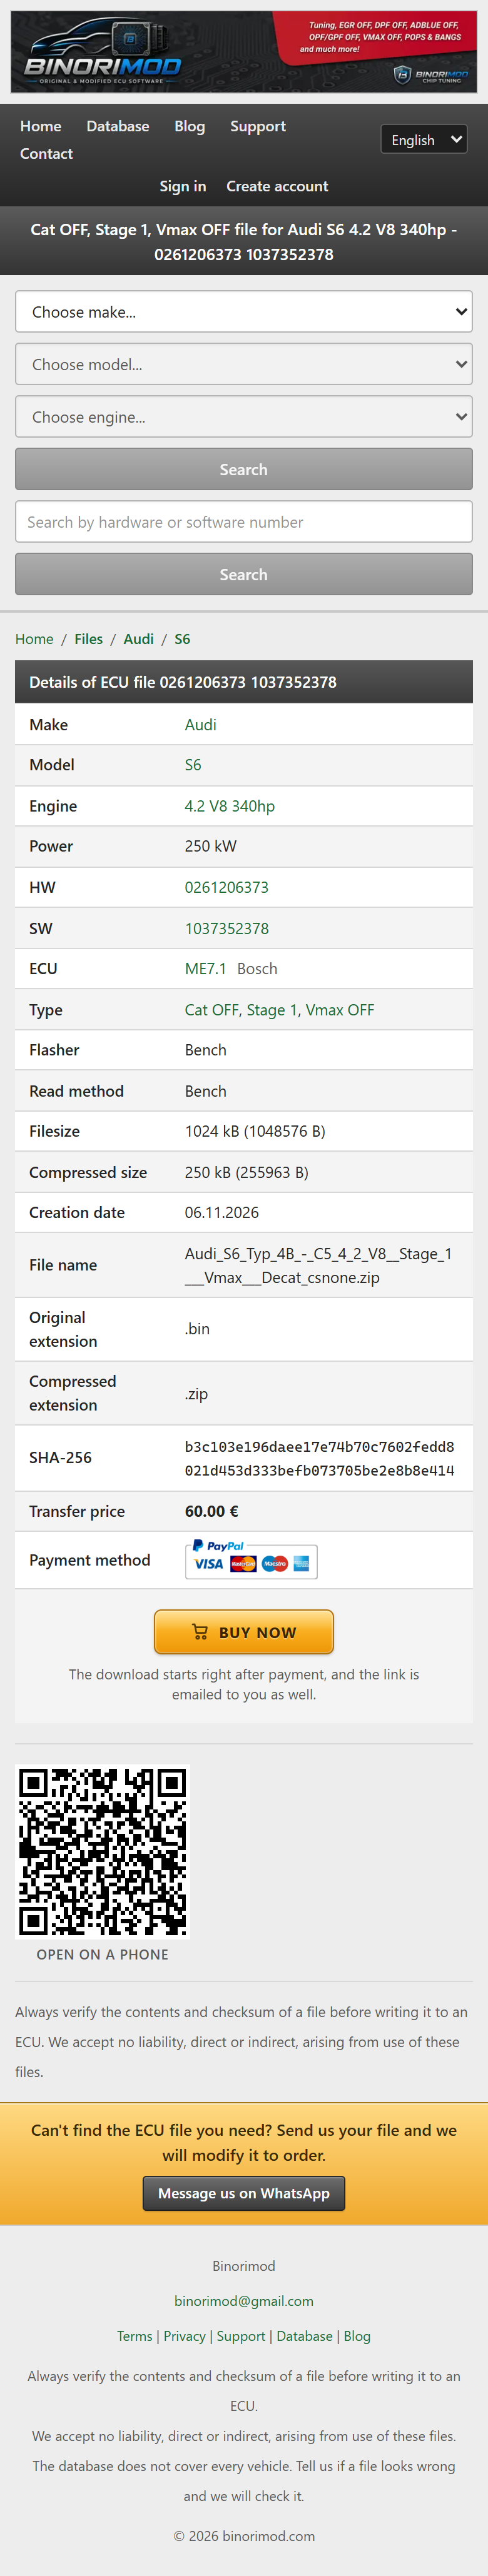 Tuning, EGR OFF, DPF OFF, ADBLUE OFF,
OPF/GPF OFF, VMAX OFF, POPS & BANGS
and much more!
BINORIMOD
ORIGINAL & MODIFIED ECU SOFTWARE
BINORIMOD
CHIP TUNING
Home Database Blog Support
Contact
English
Sign in Create account
Cat OFF, Stage 1, Vmax OFF file for Audi S6 4.2 V8 340hp -
0261206373 1037352378
Choose make...
Choose model...
Choose engine...
Search
Search by hardware or software number
Search
Home / Files / Audi / S6
Details of ECU file 0261206373 1037352378
Make Audi
Model S6
Engine 4.2 V8 340hp
Power 250 kW
HW 0261206373
SW 1037352378
ECU ME7.1 Bosch
Type Cat OFF, Stage 1, Vmax OFF
Flasher Bench
Read method Bench
Filesize 1024 kB (1048576 B)
Compressed size 250 kB (255963 B)
Creation date 06.11.2026
File name Audi_S6_Typ_4B_-_C5_4_2_V8__Stage_1
___Vmax___Decat_csnone.zip
Original
extension .bin
Compressed
extension .zip
SHA-256 b3c103e196daee17e74b70c7602fedd8
021d453d333befb073705be2e8b8e414
Transfer price 60.00 €
Payment method PayPal
VISA MasterCard Maestro
BUY NOW
The download starts right after payment, and the link is
emailed to you as well.
OPEN ON A PHONE
Always verify the contents and checksum of a file before writing it to an
ECU. We accept no liability, direct or indirect, arising from use of these
files.
Can't find the ECU file you need? Send us your file and we
will modify it to order.
Message us on WhatsApp
Binorimod
binorimod@gmail.com
Terms | Privacy | Support | Database | Blog
Always verify the contents and checksum of a file before writing it to an
ECU.
We accept no liability, direct or indirect, arising from use of these files.
The database does not cover every vehicle. Tell us if a file looks wrong
and we will check it.
© 2026 binorimod.com